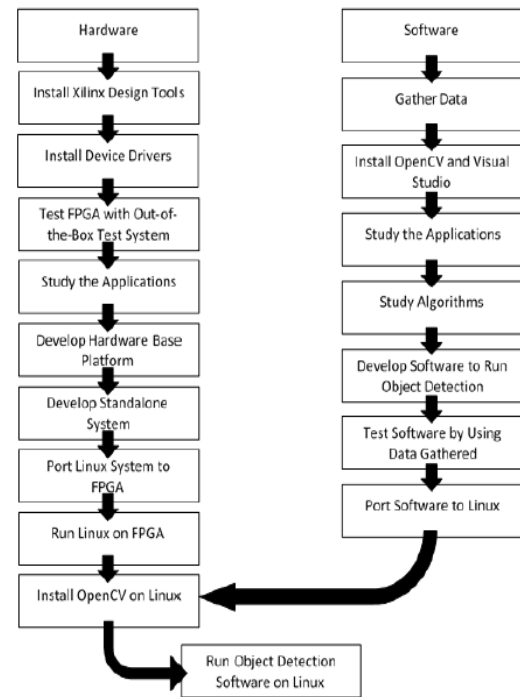 Hardware
Install Xilinx Design Tools
Install Device Drivers
Test FPGA with Out-of-
the-Box Test System
Study the Applications
Develop Hardware Base
Platform
Develop Standalone
System
Port Linux System to
FPGA
Run Linux on FPGA
Install OpenCV on Linux
Software
Gather Data
Install OpenCV and Visual
Studio
Study the Applications
Study Algorithms
Develop Software to Run
Object Detection
Test Software by Using
Data Gathered
Port Software to Linux
Run Object Detection
Software on Linux